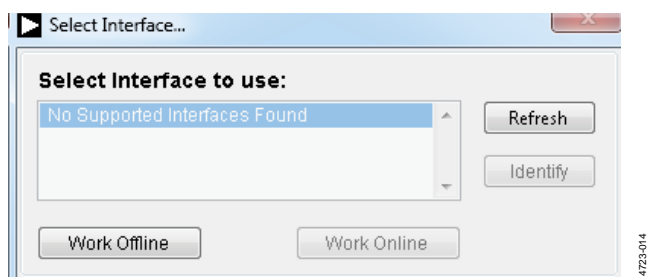 Select Interface...
Select Interface to use:
No Supported Interfaces Found
Refresh
Identify
Work Offline
Work Online
4723-014